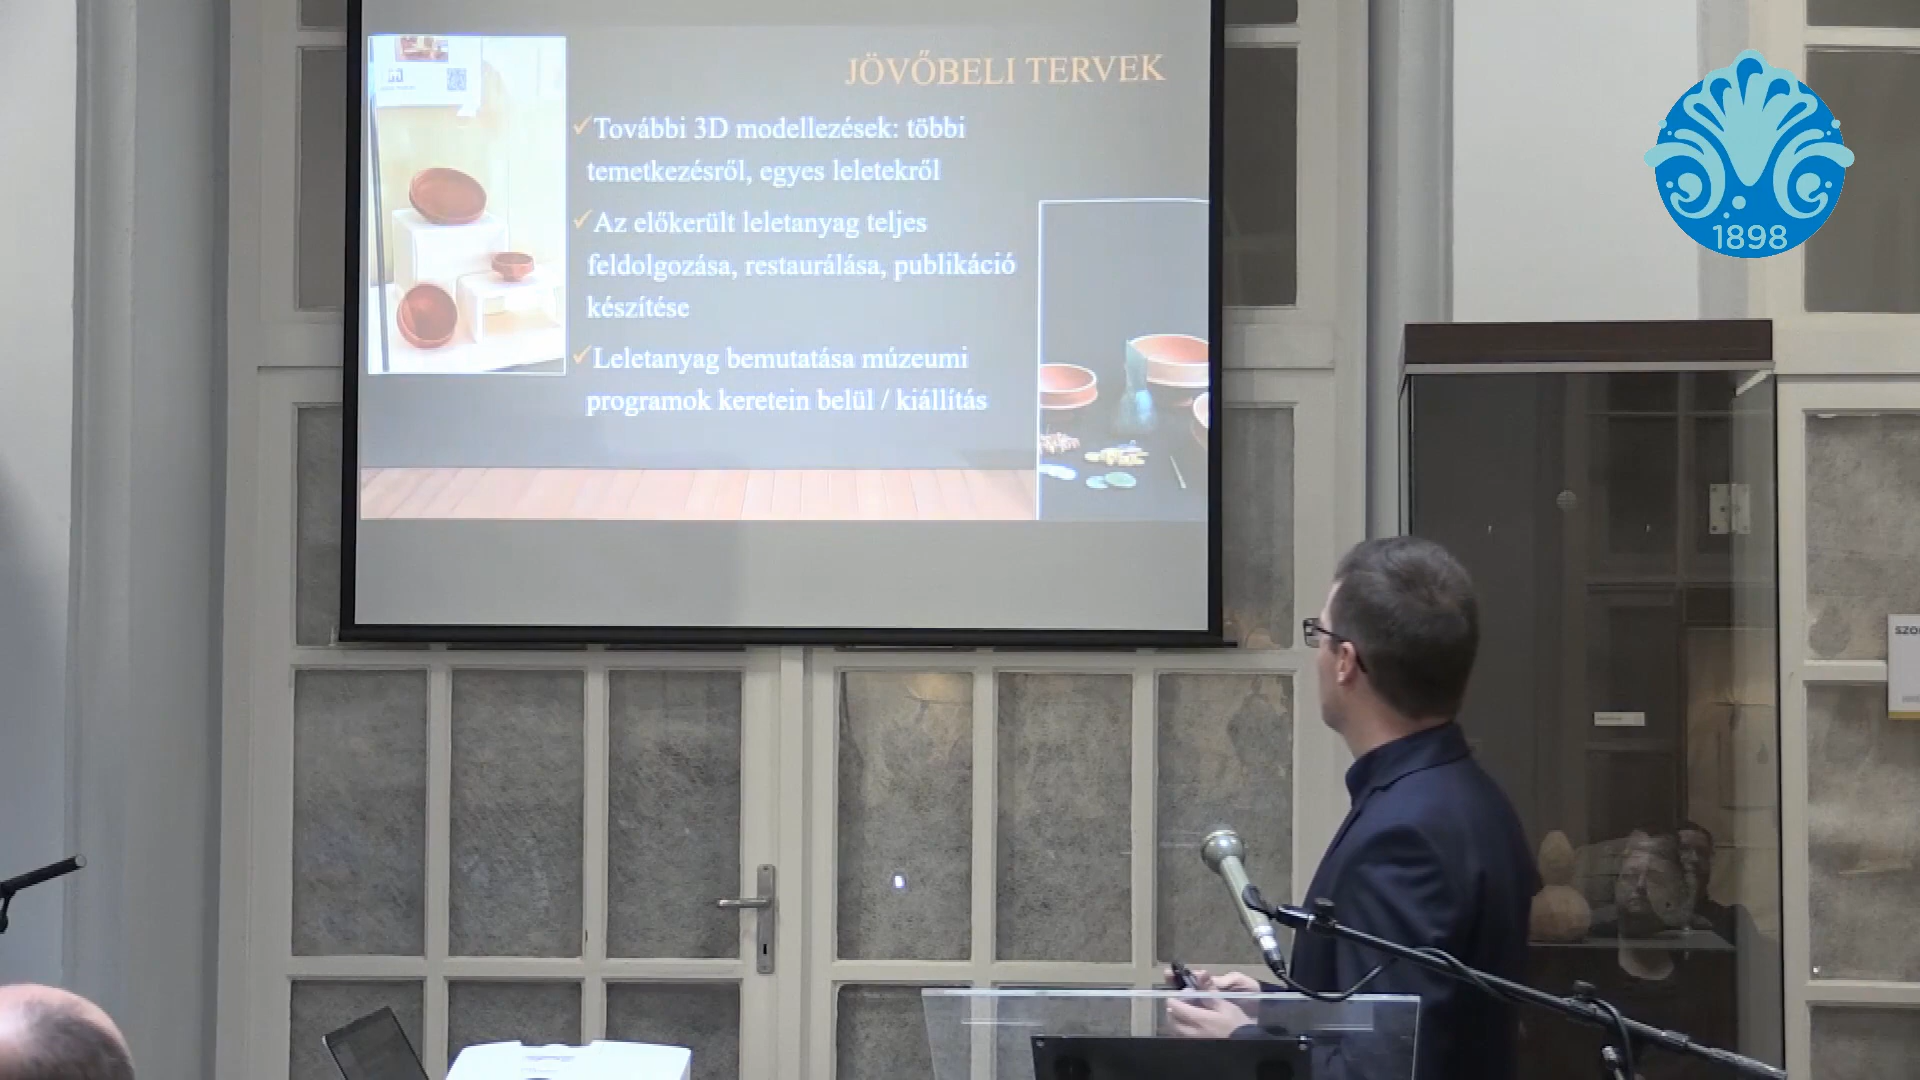 JÖVŐBELI TERVEK
További 3D modellezések: többi
temetkezésről, egyes leletekről
Az előkerült leletanyag teljes
feldolgozása, restaurálása, publikáció
készítése
Leletanyag bemutatása múzeumi
programok keretein belül / kiállítás
1898